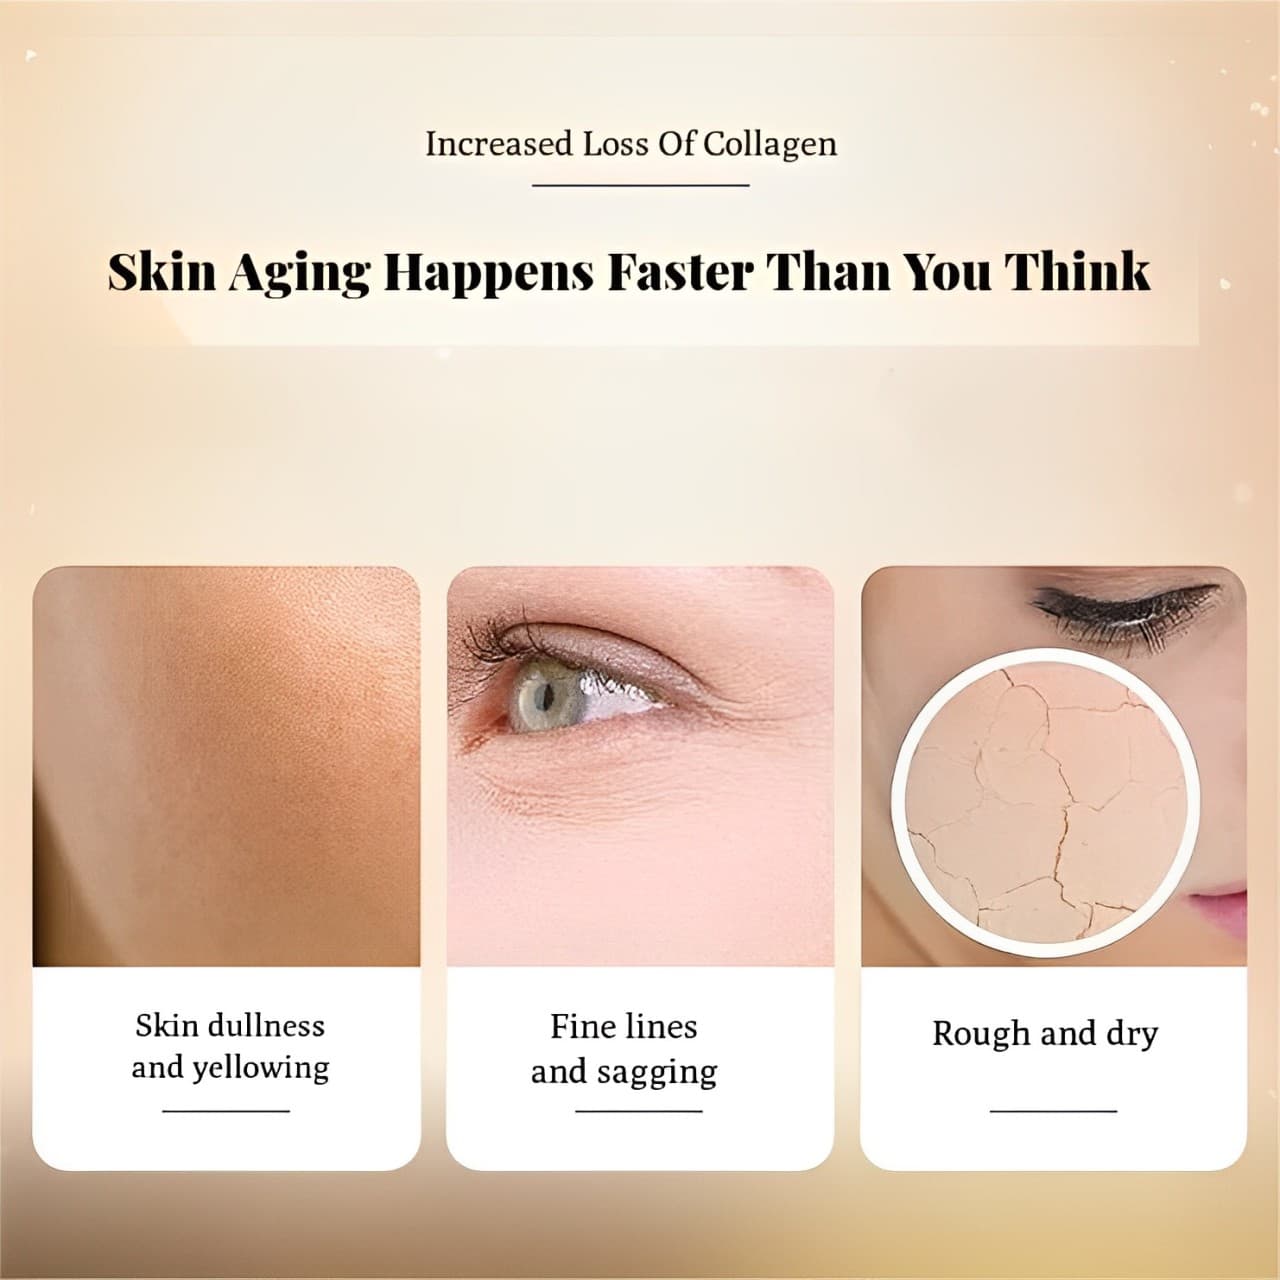 Increased Loss Of Collagen
Skin Aging Happens Faster Than You Think
Skin dullness
and yellowing
Fine lines
and sagging
Rough and dry